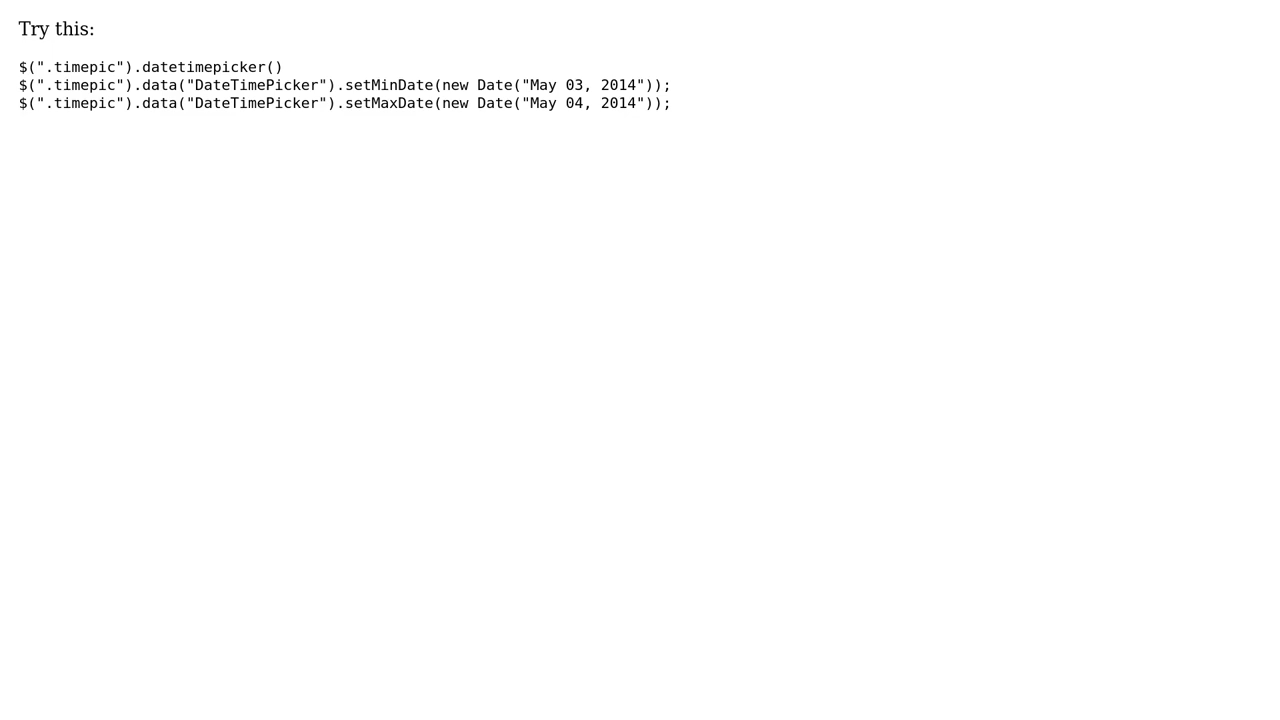 Try this:
$(".timepic").datetimepicker()
$(".timepic").data("DateTimePicker").setMinDate(new Date("May 03, 2014"));
$(".timepic").data("DateTimePicker").setMaxDate(new Date("May 04, 2014"));